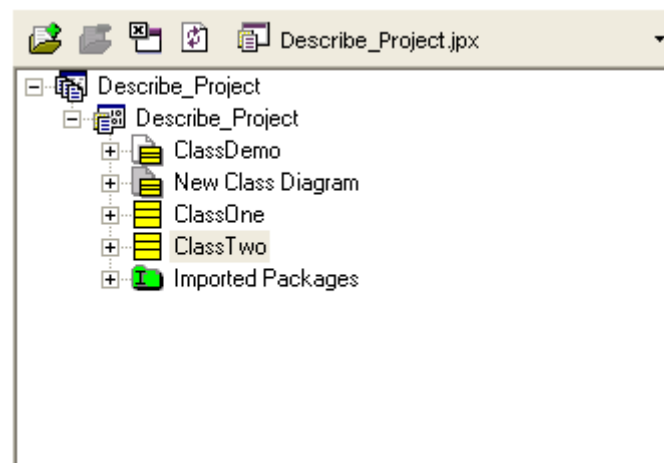 Describe_Project.jpx
Describe_Project
Describe_Project
ClassDemo
New Class Diagram
ClassOne
ClassTwo
Imported Packages